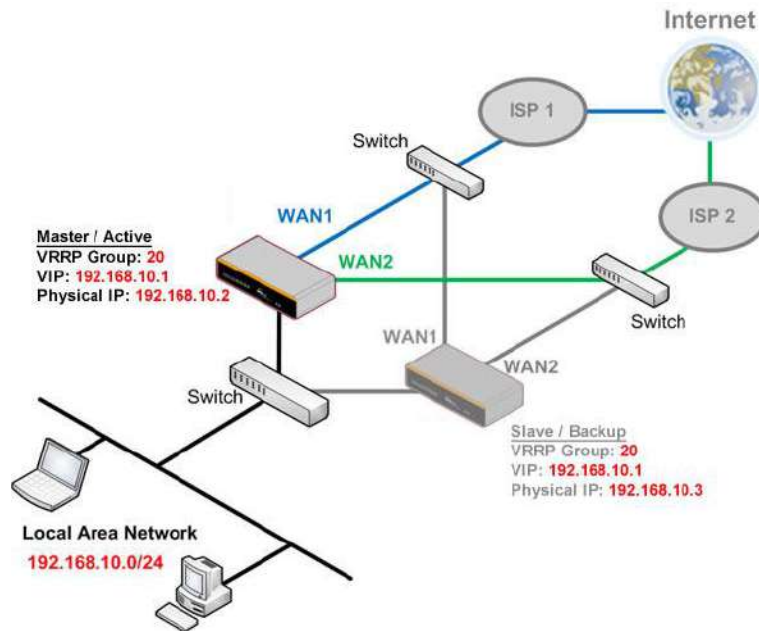 Internet
ISP 1
Switch
WAN1
ISP 2
Master / Active
VRRP Group: 20
VIP: 192.168.10.1
Physical IP: 192.168.10.2
WAN2
Switch
WAN1
WAN2
Switch
Slave / Backup
VRRP Group: 20
VIP: 192.168.10.1
Physical IP: 192.168.10.3
Local Area Network
192.168.10.0/24